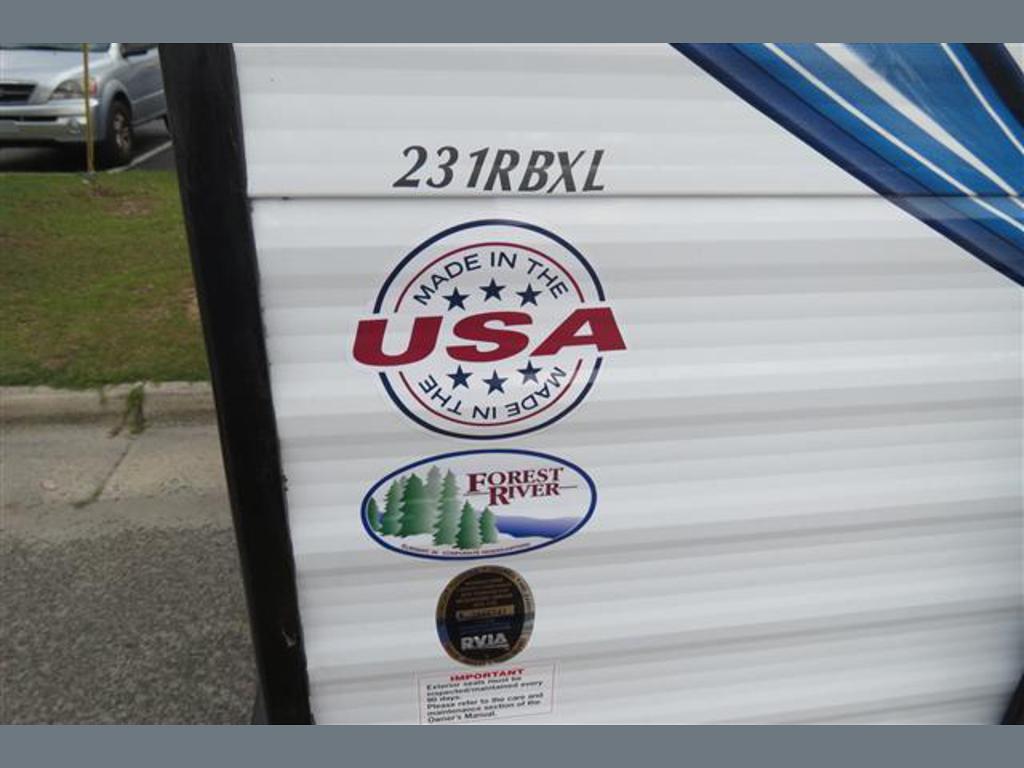 231RBXL
MADE IN THE
USA
MADE IN THE
FOREST
RIVER
RVIA
IMPORTANT
Exterior seals must be
inspected/maintained every
90 days.
Please refer to the care and
maintenance section of the
Owner's Manual.